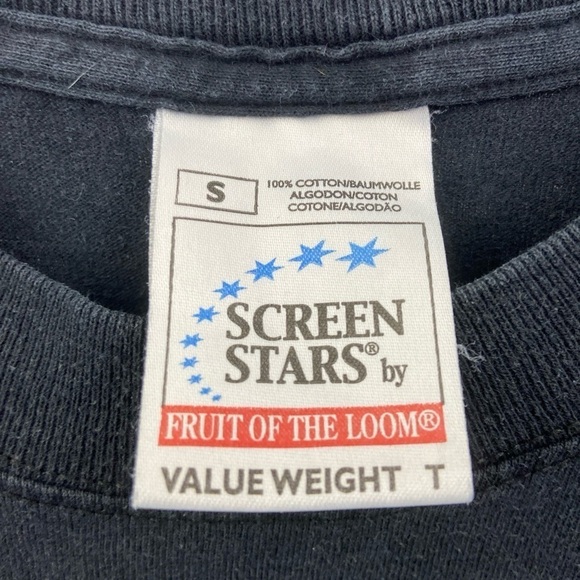 S
100% COTTON/BAUMWOLLE
ALGODON/COTON
COTONE/ALGODÃO
SCREEN
STARS® by
FRUIT OF THE LOOM®
VALUE WEIGHT T